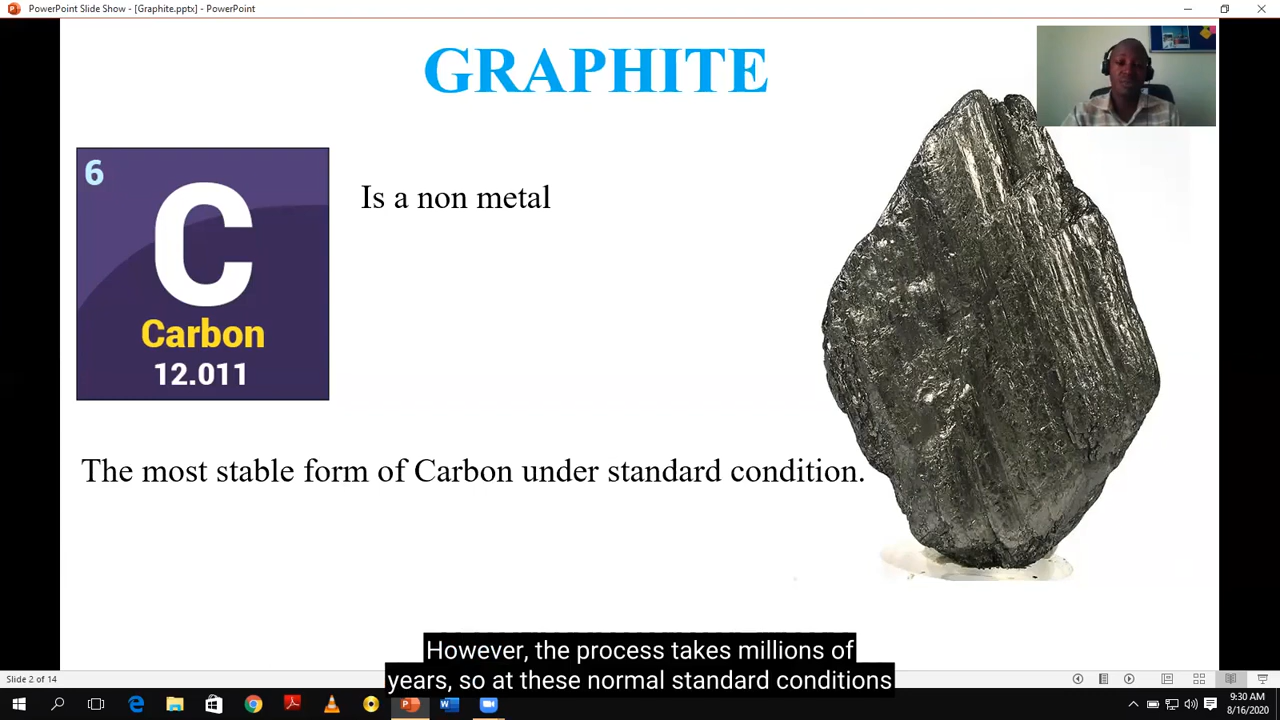 PowerPoint Slide Show - [Graphite.pptx] - PowerPoint
GRAPHITE
6
C
Carbon
12.011
Is a non metal
The most stable form of Carbon under standard condition.
However, the process takes millions of
years, so at these normal standard conditions
Slide 2 of 14
9:30 AM
8/16/2020